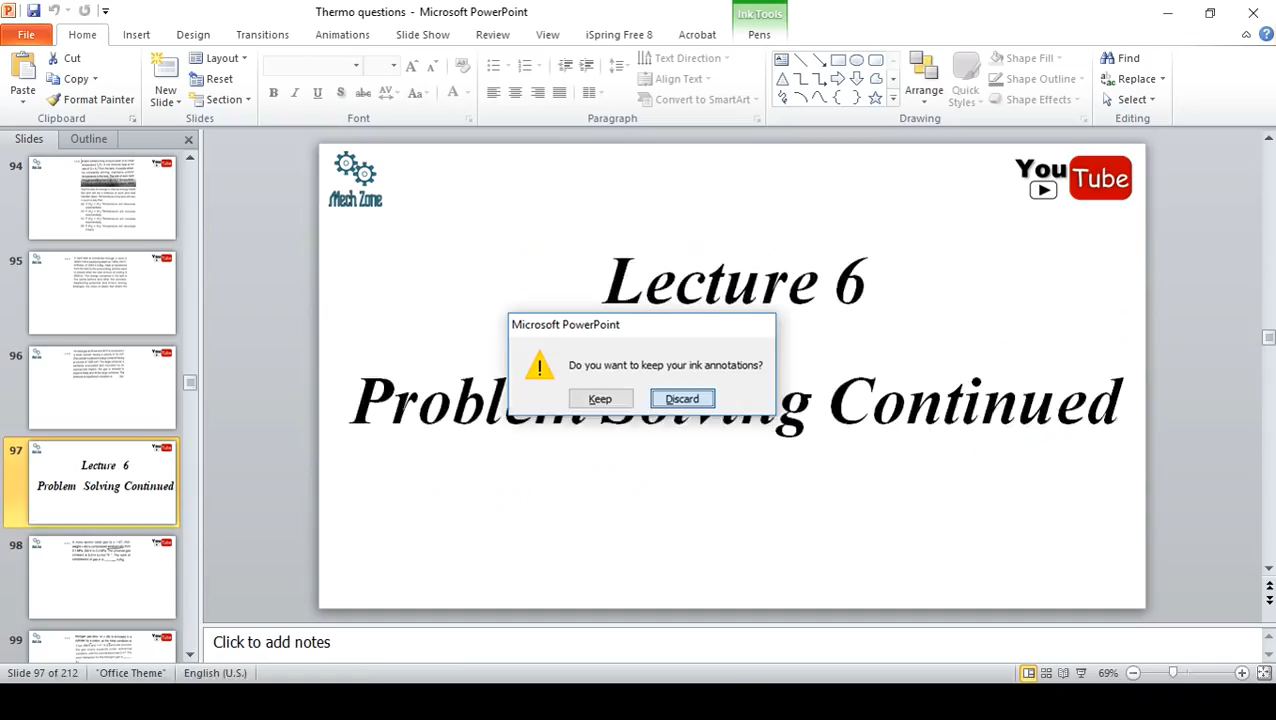 Thermo questions - Microsoft PowerPoint
Ink Tools
File
Home
Insert
Design
Transitions
Animations
Slide Show
Review
View
iSpring Free 8
Acrobat
Pens
Paste
Cut
Copy
Format Painter
Clipboard
New
Slide
Layout
Reset
Section
Slides
Font
Paragraph
Text Direction
Align Text
Convert to SmartArt
Arrange
Quick
Styles
Shape Fill
Shape Outline
Shape Effects
Drawing
Find
Replace
Select
Editing
Slides
Outline
94
95
96
97
Lecture 6
Problem Solving Continued
98
99
Mech Zone
You Tube
Lecture 6
Problem Solving Continued
Microsoft PowerPoint
Do you want to keep your ink annotations?
Keep
Discard
Click to add notes
Slide 97 of 212
"Office Theme"
English (U.S.)
69%